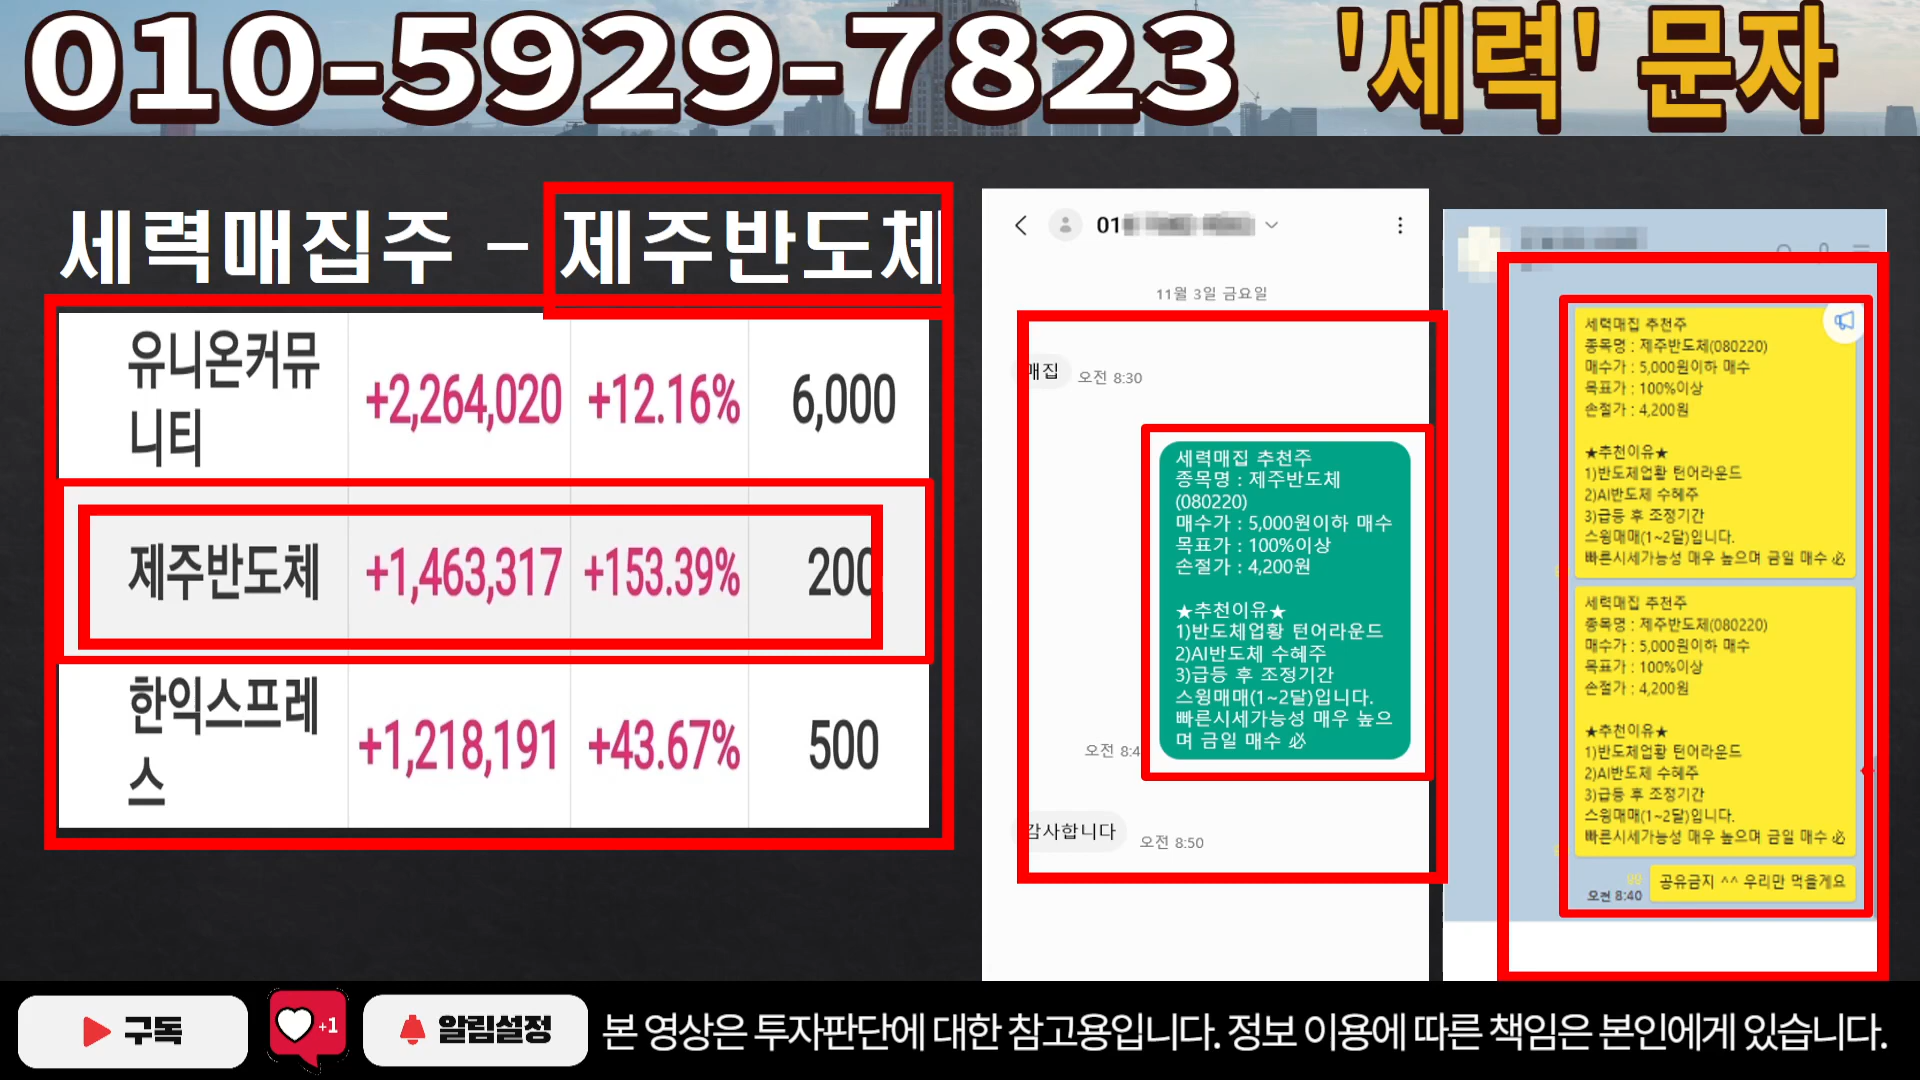 010-5929-7823 '세력' 문자
세력매집주 - 제주반도체
유니온커뮤
니티
+2,264,020 +12.16% 6,000
제주반도체 +1,463,317 +153.39% 200
한익스프레
스
+1,218,191 +43.67% 500
01
11월 3일 금요일
매집 오전 8:30
세력매집 추천주
종목명 : 제주반도체
(080220)
매수가 : 5,000원이하 매수
목표가 : 100%이상
손절가 : 4,200원
★추천이유★
1)반도체업황 턴어라운드
2)AI반도체 수혜주
3)급등 후 조정기간
스윙매매(1~2달)입니다.
빠른시세가능성 매우 높으
며 금일 매수 必
오전 8:4
감사합니다 오전 8:50
세력매집 추천주
종목명 : 제주반도체(080220)
매수가 : 5,000원이하 매수
목표가 : 100%이상
손절가 : 4,200원
★추천이유★
1)반도체업황 턴어라운드
2)AI반도체 수혜주
3)급등 후 조정기간
스윙매매(1~2달)입니다.
빠른시세가능성 매우 높으며 금일 매수 必
세력매집 추천주
종목명 : 제주반도체(080220)
매수가 : 5,000원이하 매수
목표가 : 100%이상
손절가 : 4,200원
★추천이유★
1)반도체업황 턴어라운드
2)AI반도체 수혜주
3)급등 후 조정기간
스윙매매(1~2달)입니다.
빠른시세가능성 매우 높으며 금일 매수 必
오전 8:40 공유금지 ^^ 우리만 먹을게요
구독 +1 알림설정 본 영상은 투자판단에 대한 참고용입니다. 정보 이용에 따른 책임은 본인에게 있습니다.